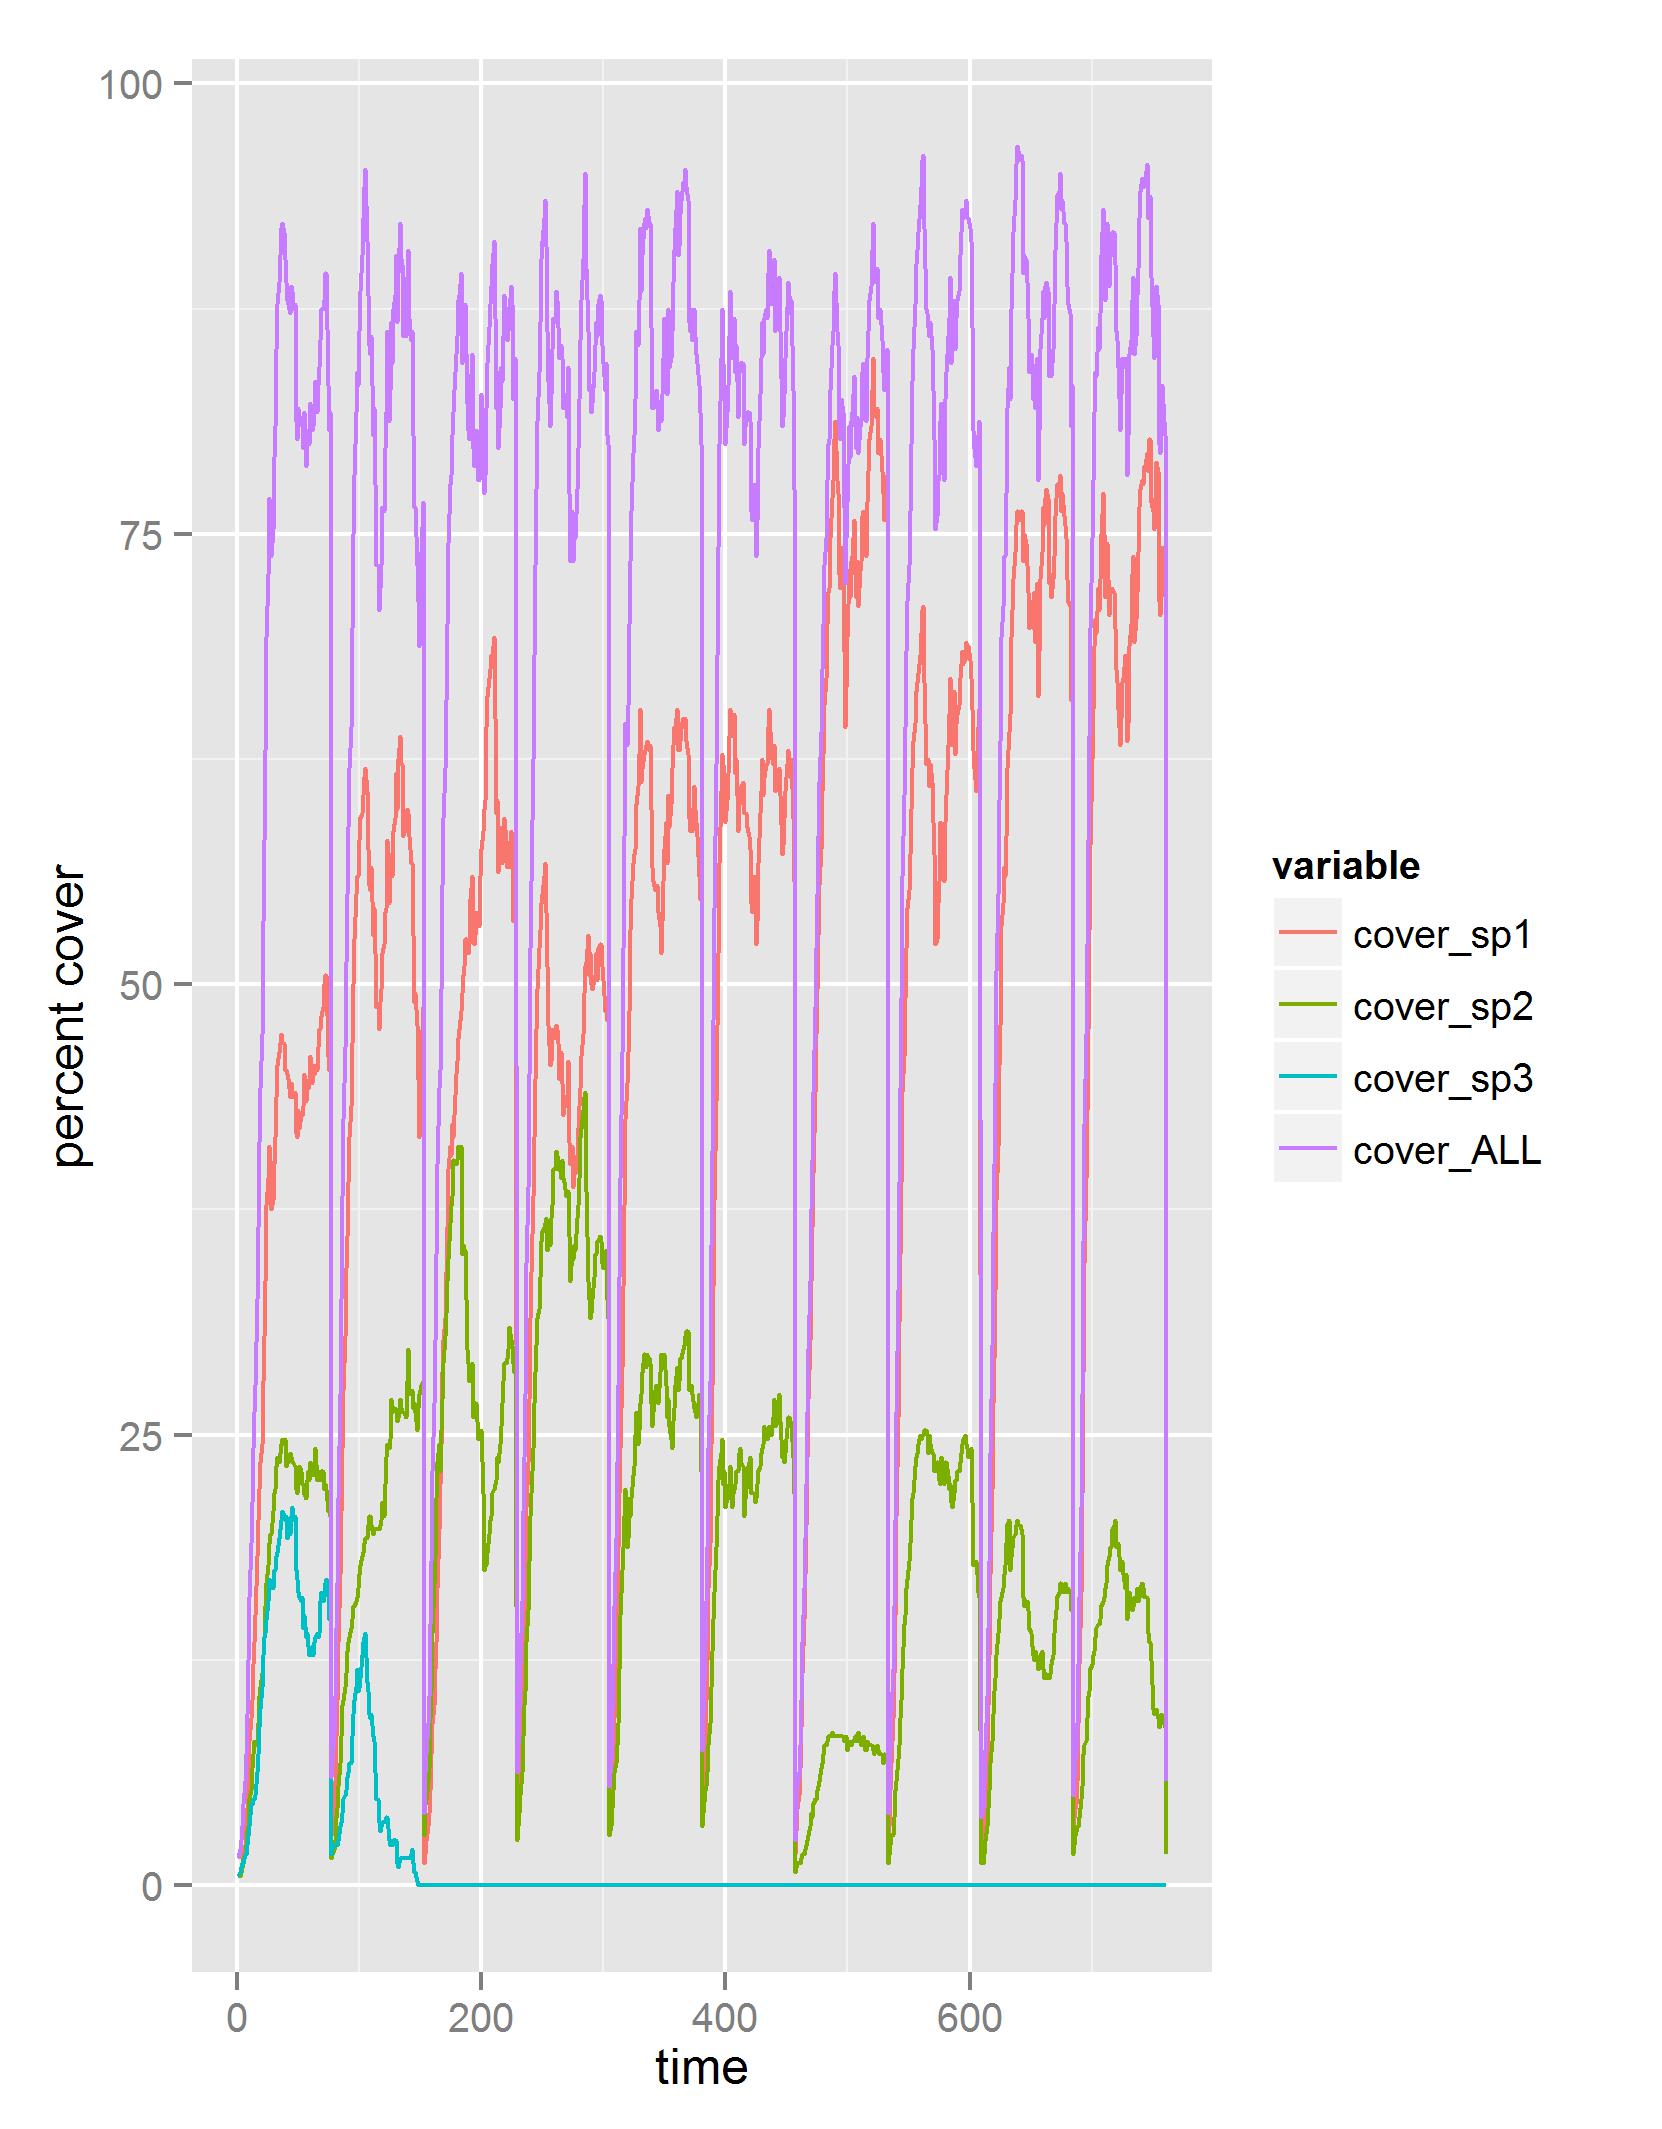 100
75
50
25
0
percent cover
0 200 400 600
time
variable
cover_sp1
cover_sp2
cover_sp3
cover_ALL